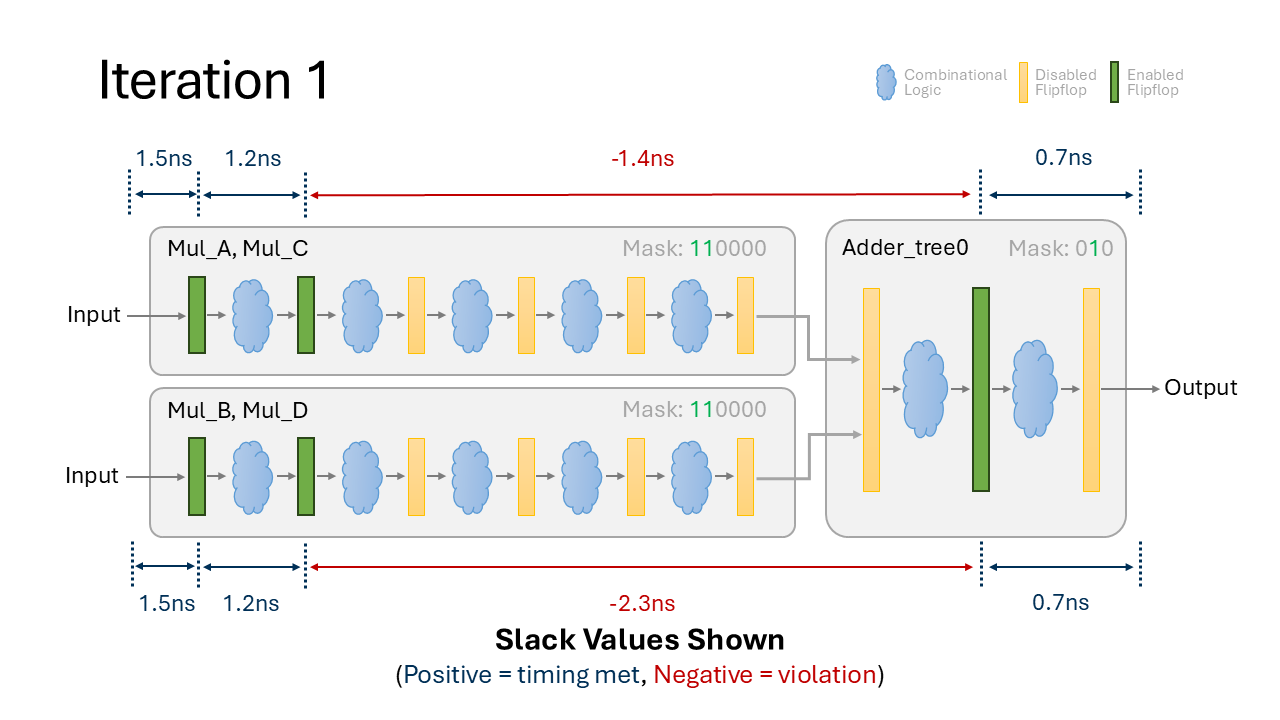 Iteration 1
Combinational
Logic
Disabled
Flipflop
Enabled
Flipflop
1.5ns
1.2ns
-1.4ns
0.7ns
Mul_A, Mul_C
Mask: 110000
Adder_tree0
Mask: 010
Input
Mul_B, Mul_D
Mask: 110000
Output
Input
1.5ns
1.2ns
-2.3ns
0.7ns
Slack Values Shown
(Positive = timing met, Negative = violation)